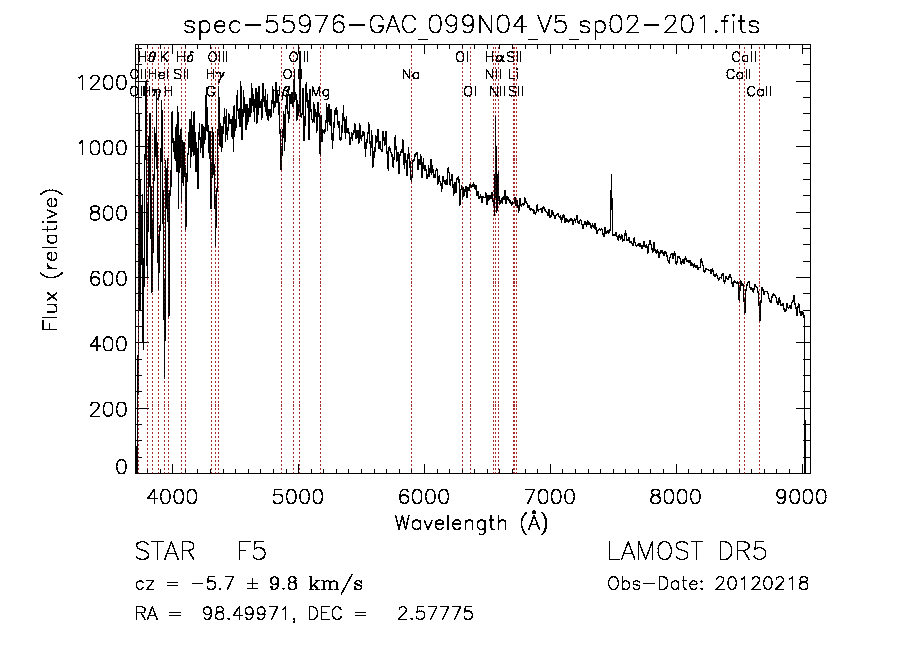 spec-55976-GAC_099N04_V5_sp02-201.fits
Hθ K Hδ OIII OIII OI Hα SII CaII
OII HeI SII Hγ OIII Na NII Li CaII
OII Hη H G Mg OI NII SII CaII
1200
1000
800
600
400
200
0
Flux (relative)
4000 5000 6000 7000 8000 9000
Wavelength (Å)
STAR F5 LAMOST DR5
cz = -5.7 ± 9.8 km/s Obs-Date: 20120218
RA = 98.49971, DEC = 2.57775